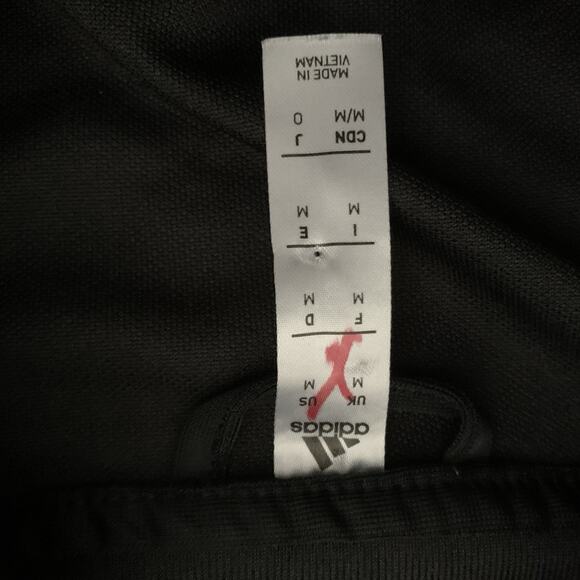 adidas
UK US
M M
F D
M M
I E
M M
CDN J
M/M O
MADE IN
VIETNAM